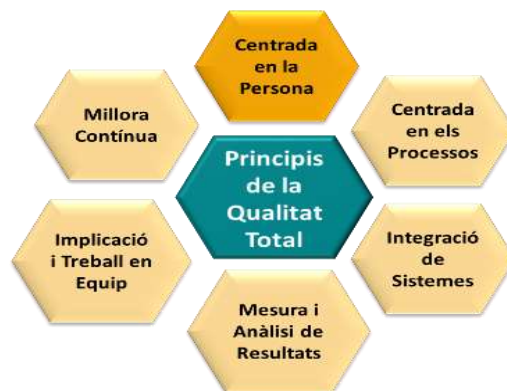 Centrada
en la
Persona
Millora
Contínua
Centrada
en els
Processos
Principis
de la
Qualitat
Total
Implicació
i Treball en
Equip
Integració
de
Sistemes
Mesura i
Anàlisi de
Resultats